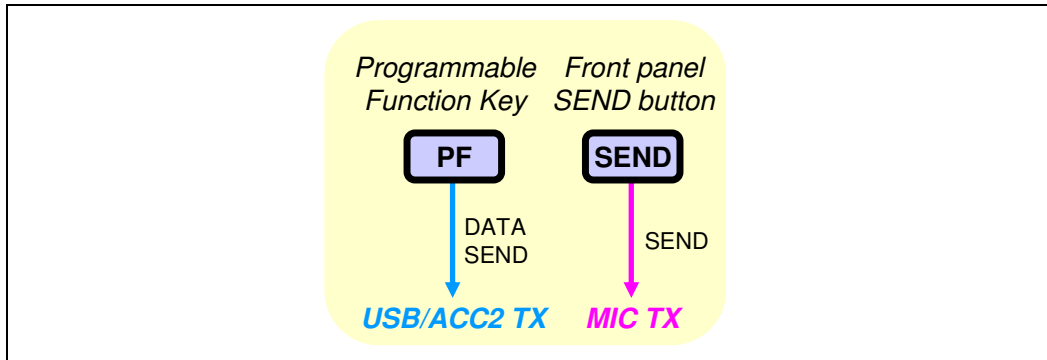 Programmable
Function Key
Front panel
SEND button
PF
SEND
DATA
SEND
SEND
USB/ACC2 TX
MIC TX